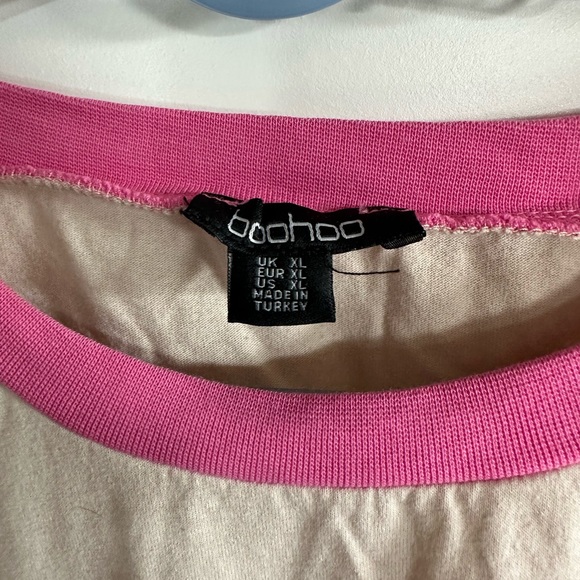 boohoo
UK XL
EUR XL
US XL
MADE IN
TURKEY